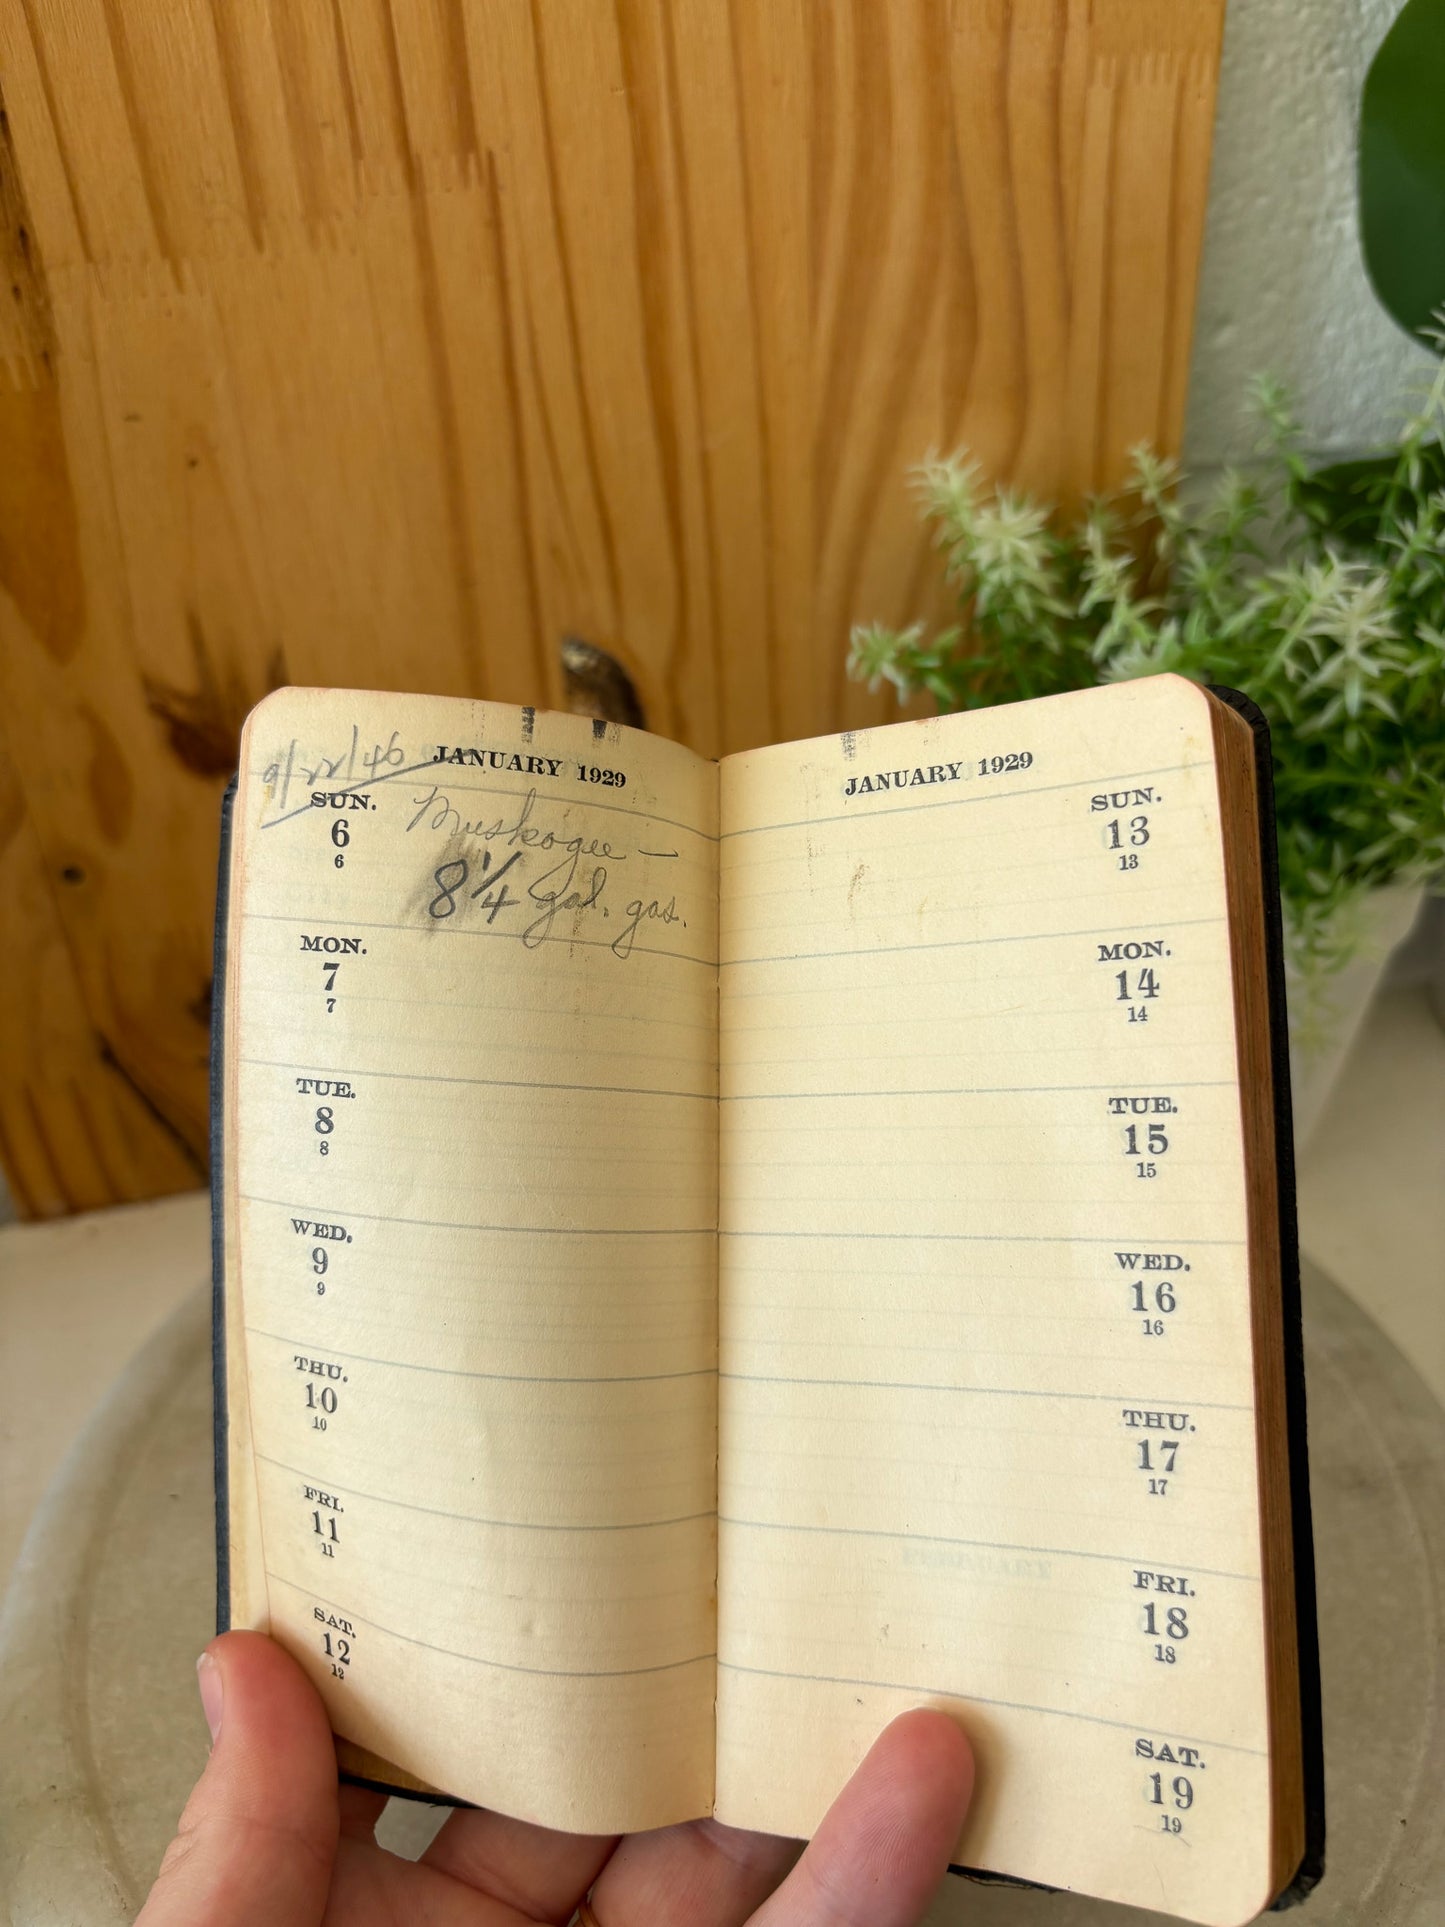 9/22/46
JANUARY 1929
SUN.
6
6
Muskogee —
8 1/4 gal. gas.
MON.
7
7
TUE.
8
8
WED.
9
9
THU.
10
10
FRI.
11
11
SAT.
12
12
JANUARY 1929
SUN.
13
13
MON.
14
14
TUE.
15
15
WED.
16
16
THU.
17
17
FRI.
18
18
SAT.
19
19